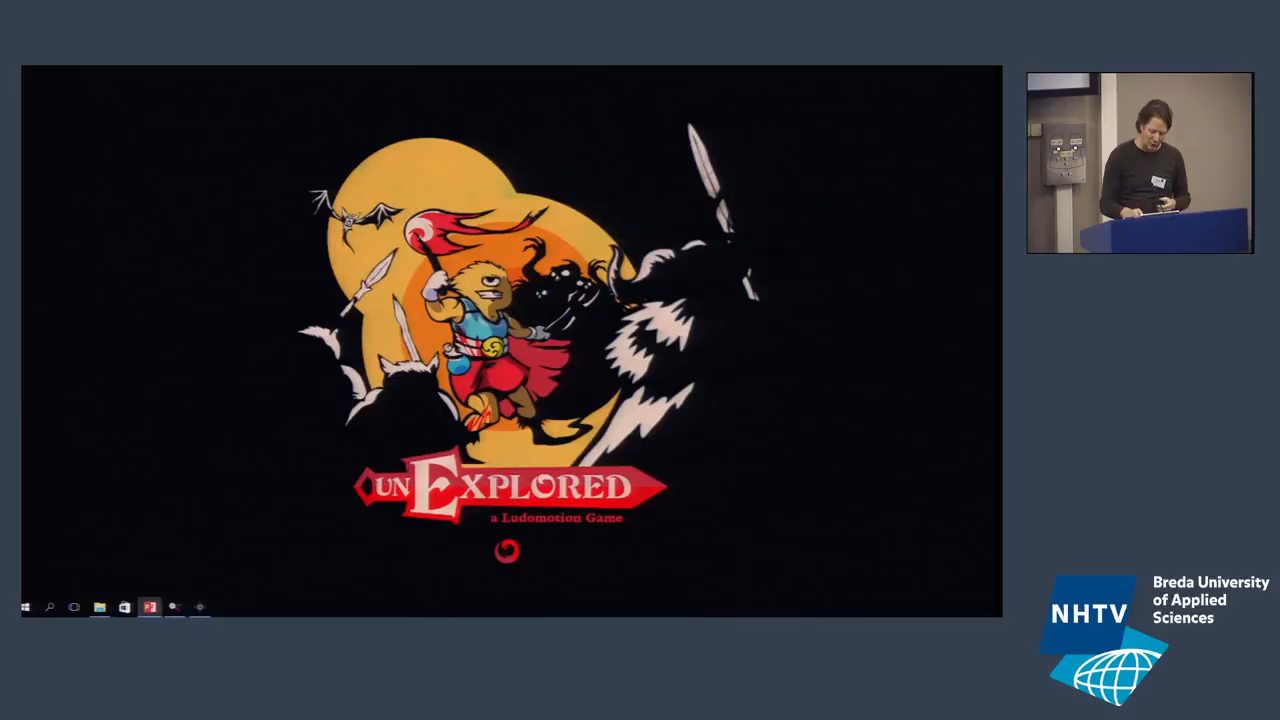 UNEXPLORED
a Ludomotion Game
NHTV
Breda University
of Applied
Sciences